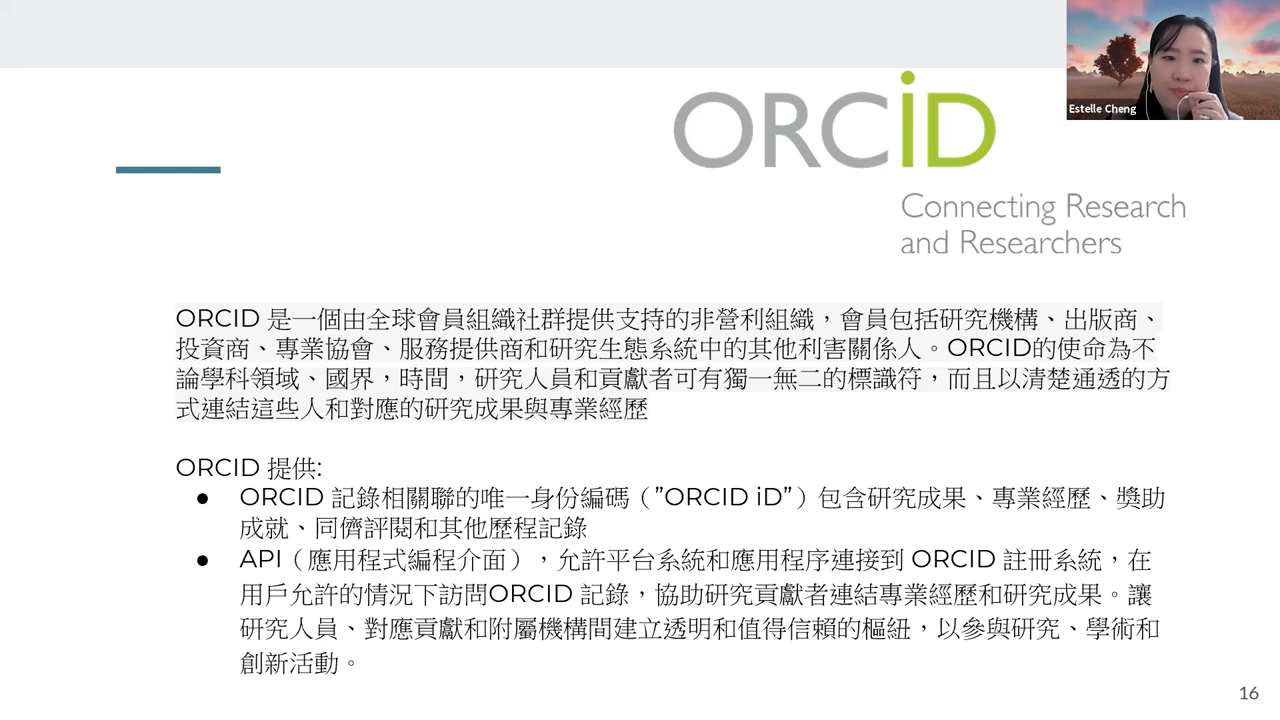 Estelle Cheng
ORCiD
Connecting Research
and Researchers
ORCID 是一個由全球會員組織社群提供支持的非營利組織，會員包括研究機構、出版商、
投資商、專業協會、服務提供商和研究生態系統中的其他利害關係人。ORCID的使命為不
論學科領域、國界，時間，研究人員和貢獻者可有獨一無二的標識符，而且以清楚通透的方
式連結這些人和對應的研究成果與專業經歷
ORCID 提供:
● ORCID 記錄相關聯的唯一身份編碼（”ORCID iD”）包含研究成果、專業經歷、獎助
成就、同儕評閱和其他歷程記錄
● API（應用程式編程介面），允許平台系統和應用程序連接到 ORCID 註冊系統，在
用戶允許的情況下訪問ORCID 記錄，協助研究貢獻者連結專業經歷和研究成果。讓
研究人員、對應貢獻和附屬機構間建立透明和值得信賴的樞紐，以參與研究、學術和
創新活動。
16